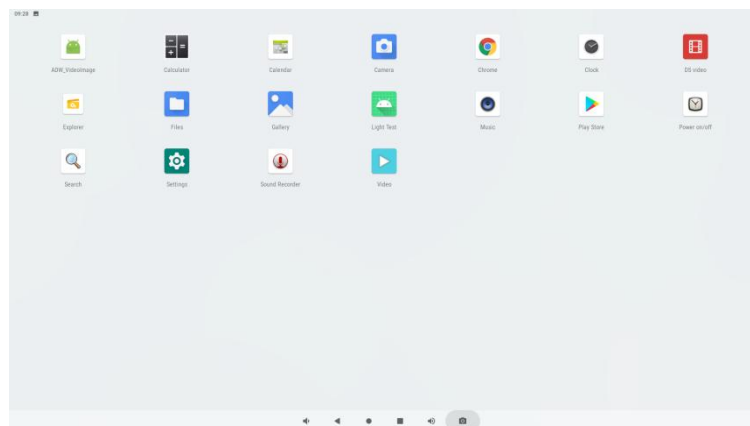 09:28
ADW_VideoImage Calculator Calendar Camera Chrome Clock DS video
Explorer Files Gallery Light Test Music Play Store Power on/off
Search Settings Sound Recorder Video